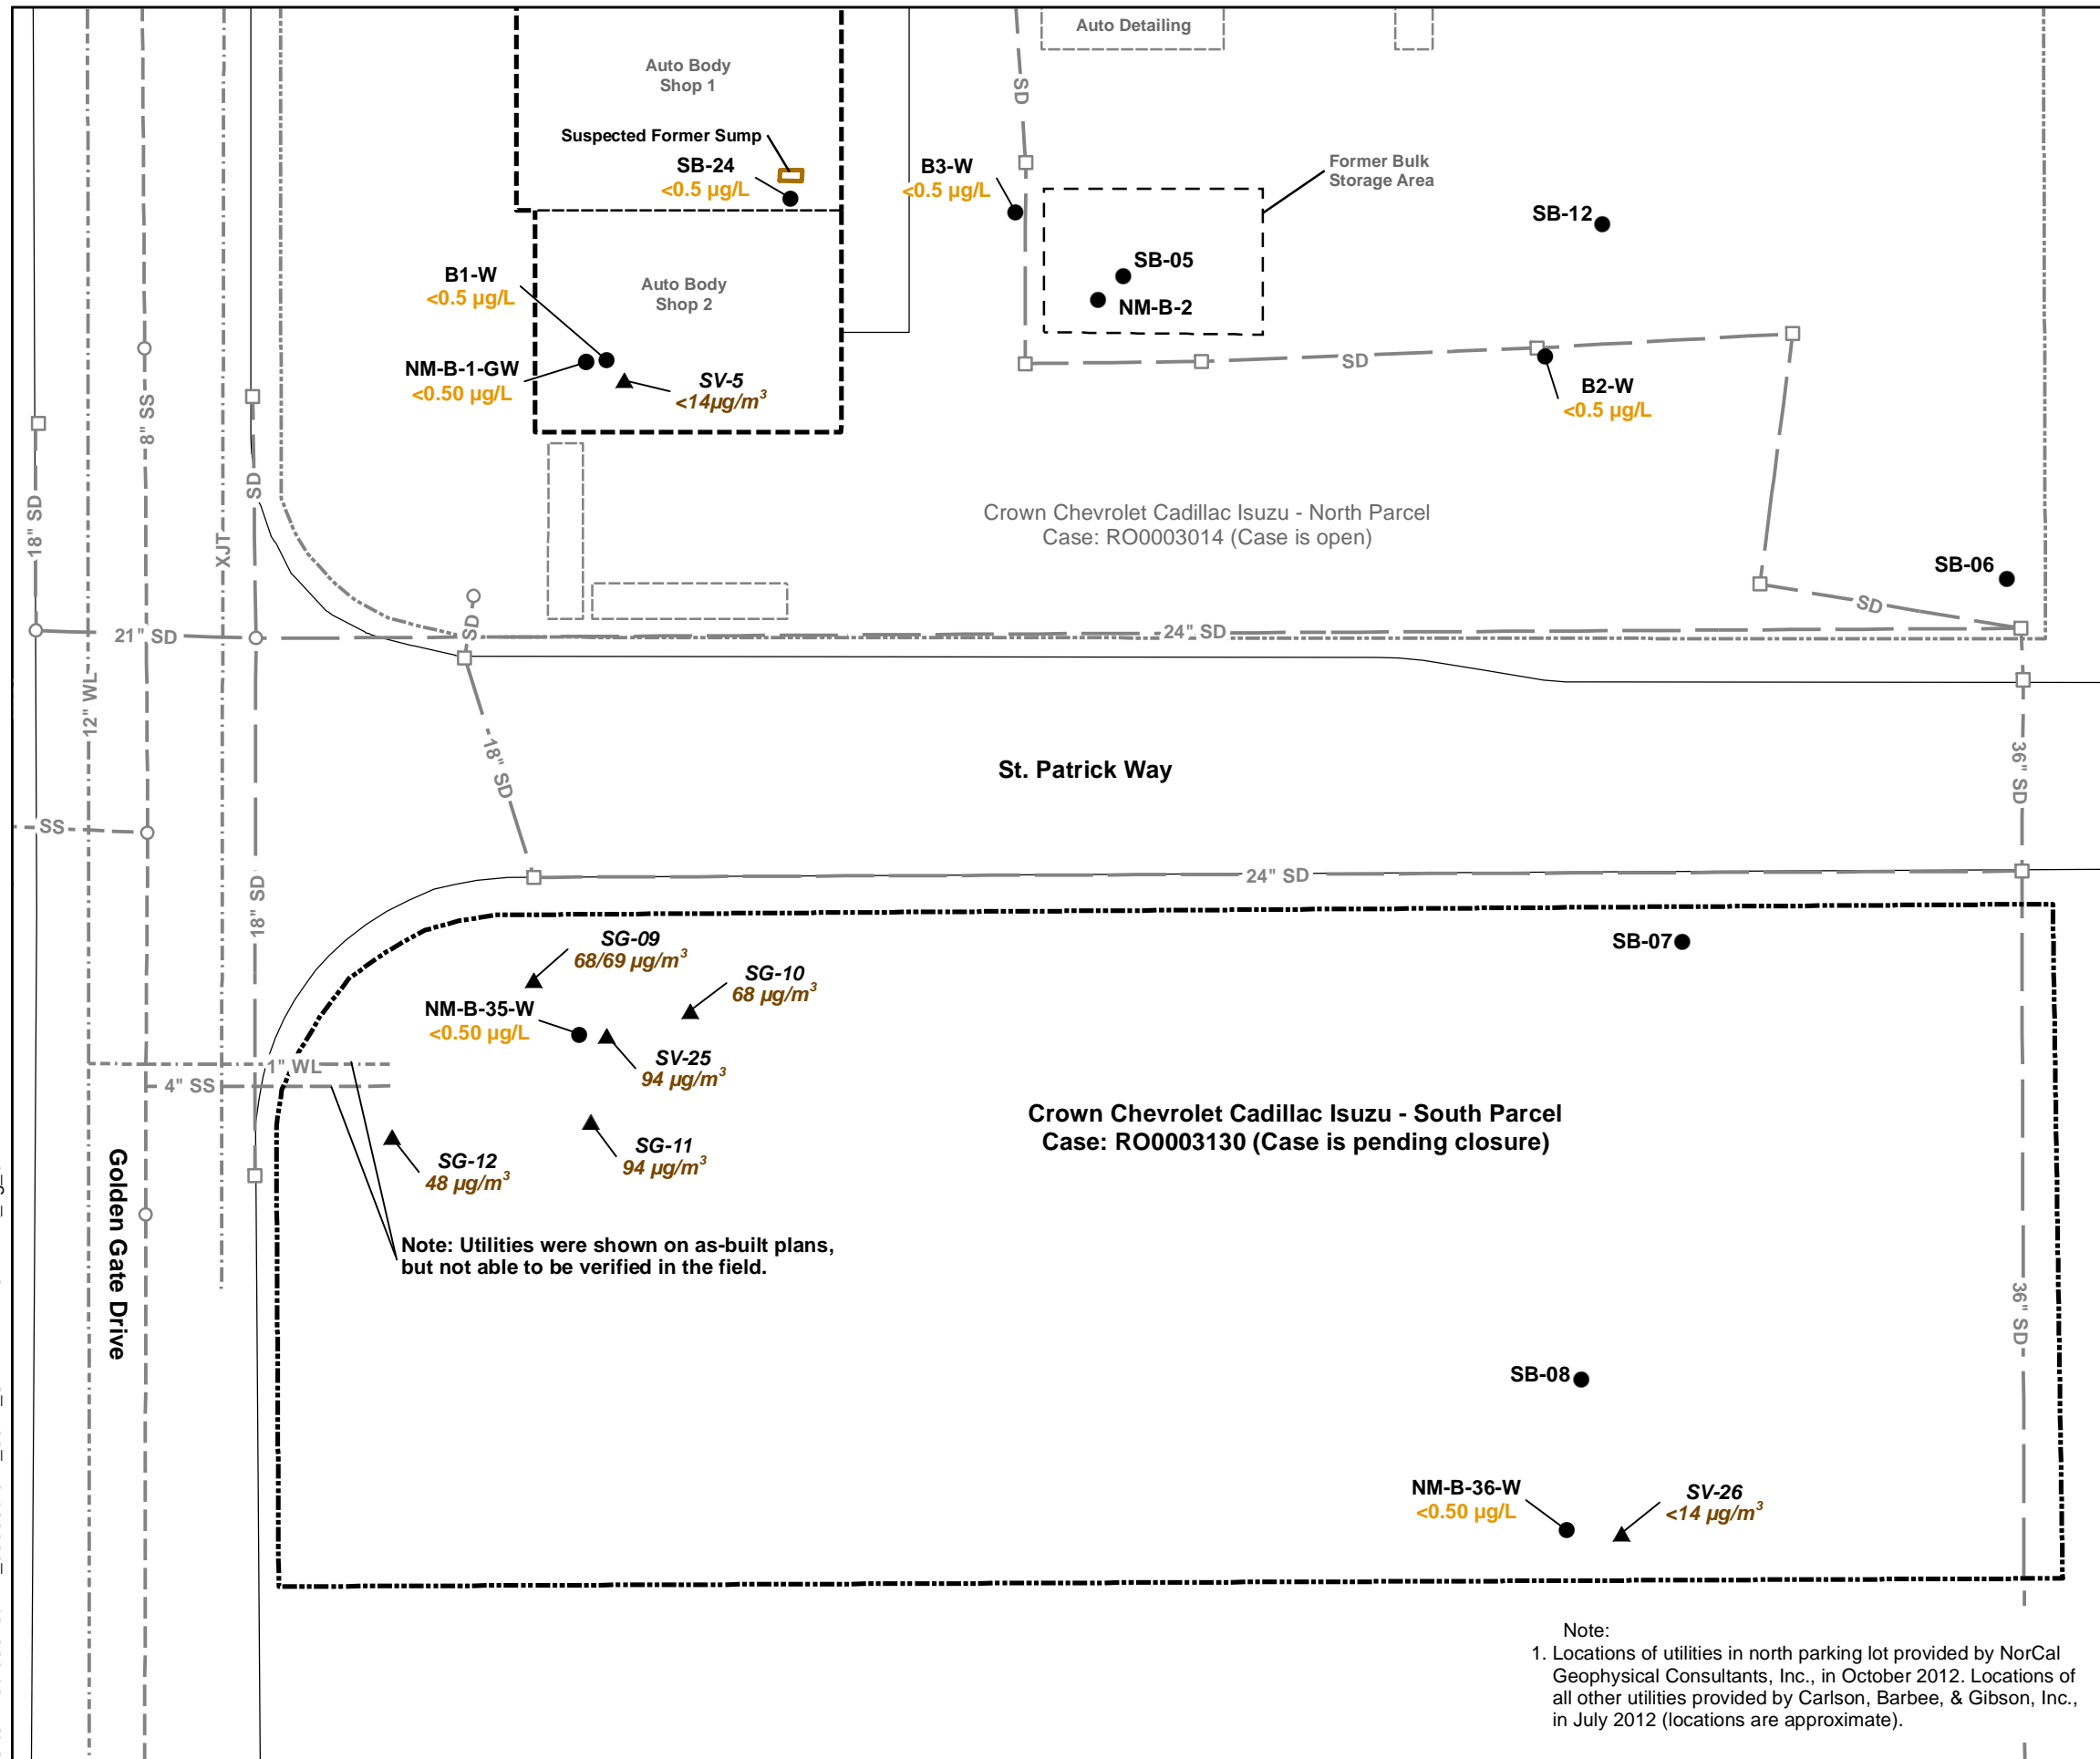 Auto Detailing
Auto Body
Shop 1
SD
Suspected Former Sump
SB-24
<0.5 µg/L
B3-W
<0.5 µg/L
Former Bulk
Storage Area
SB-12
B1-W
<0.5 µg/L
Auto Body
Shop 2
SB-05
NM-B-2
NM-B-1-GW
<0.50 µg/L
SV-5
<14µg/m³
SD
B2-W
<0.5 µg/L
8" SS
18" SD
SD
XJT
Crown Chevrolet Cadillac Isuzu - North Parcel
Case: RO0003014 (Case is open)
SB-06
SD
21" SD
SD
24" SD
12" WL
18" SD
St. Patrick Way
36" SD
SS
18" SD
24" SD
SG-09
68/69 µg/m³
SG-10
68 µg/m³
SB-07
NM-B-35-W
<0.50 µg/L
SV-25
94 µg/m³
1" WL
4" SS
SG-11
94 µg/m³
SG-12
48 µg/m³
Crown Chevrolet Cadillac Isuzu - South Parcel
Case: RO0003130 (Case is pending closure)
Golden Gate Drive
Note: Utilities were shown on as-built plans,
but not able to be verified in the field.
36" SD
SB-08
NM-B-36-W
<0.50 µg/L
SV-26
<14 µg/m³
Note:
1. Locations of utilities in north parking lot provided by NorCal
Geophysical Consultants, Inc., in October 2012. Locations of
all other utilities provided by Carlson, Barbee, & Gibson, Inc.,
in July 2012 (locations are approximate).